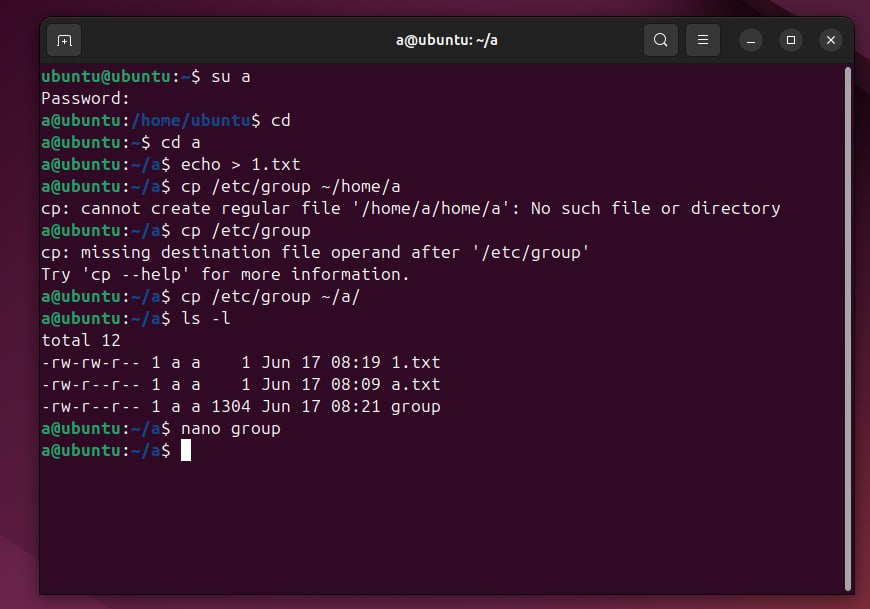 a@ubuntu: ~/a
ubuntu@ubuntu:~$ su a
Password:
a@ubuntu:/home/ubuntu$ cd
a@ubuntu:~$ cd a
a@ubuntu:~/a$ echo > 1.txt
a@ubuntu:~/a$ cp /etc/group ~/home/a
cp: cannot create regular file '/home/a/home/a': No such file or directory
a@ubuntu:~/a$ cp /etc/group
cp: missing destination file operand after '/etc/group'
Try 'cp --help' for more information.
a@ubuntu:~/a$ cp /etc/group ~/a/
a@ubuntu:~/a$ ls -l
total 12
-rw-rw-r-- 1 a a    1 Jun 17 08:19 1.txt
-rw-r--r-- 1 a a    1 Jun 17 08:09 a.txt
-rw-r--r-- 1 a a 1304 Jun 17 08:21 group
a@ubuntu:~/a$ nano group
a@ubuntu:~/a$